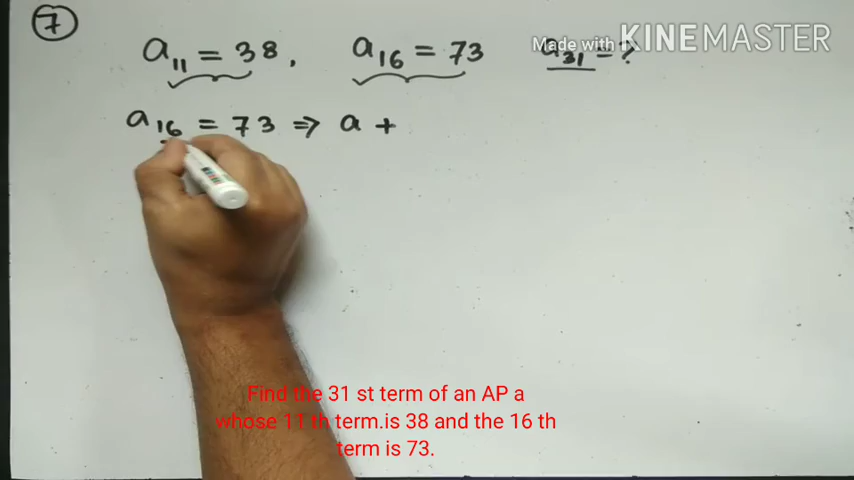 7
a11 = 38, a16 = 73 a31 = ?
Made with KINEMASTER
a16 = 73 ⇒ a +
Find the 31 st term of an AP a
whose 11 th term.is 38 and the 16 th
term is 73.